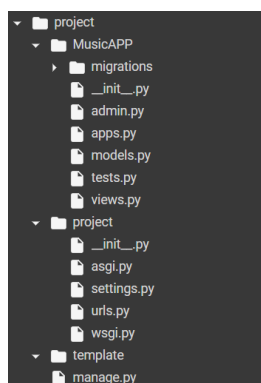 project
MusicAPP
migrations
__init__.py
admin.py
apps.py
models.py
tests.py
views.py
project
__init__.py
asgi.py
settings.py
urls.py
wsgi.py
template
manage.py